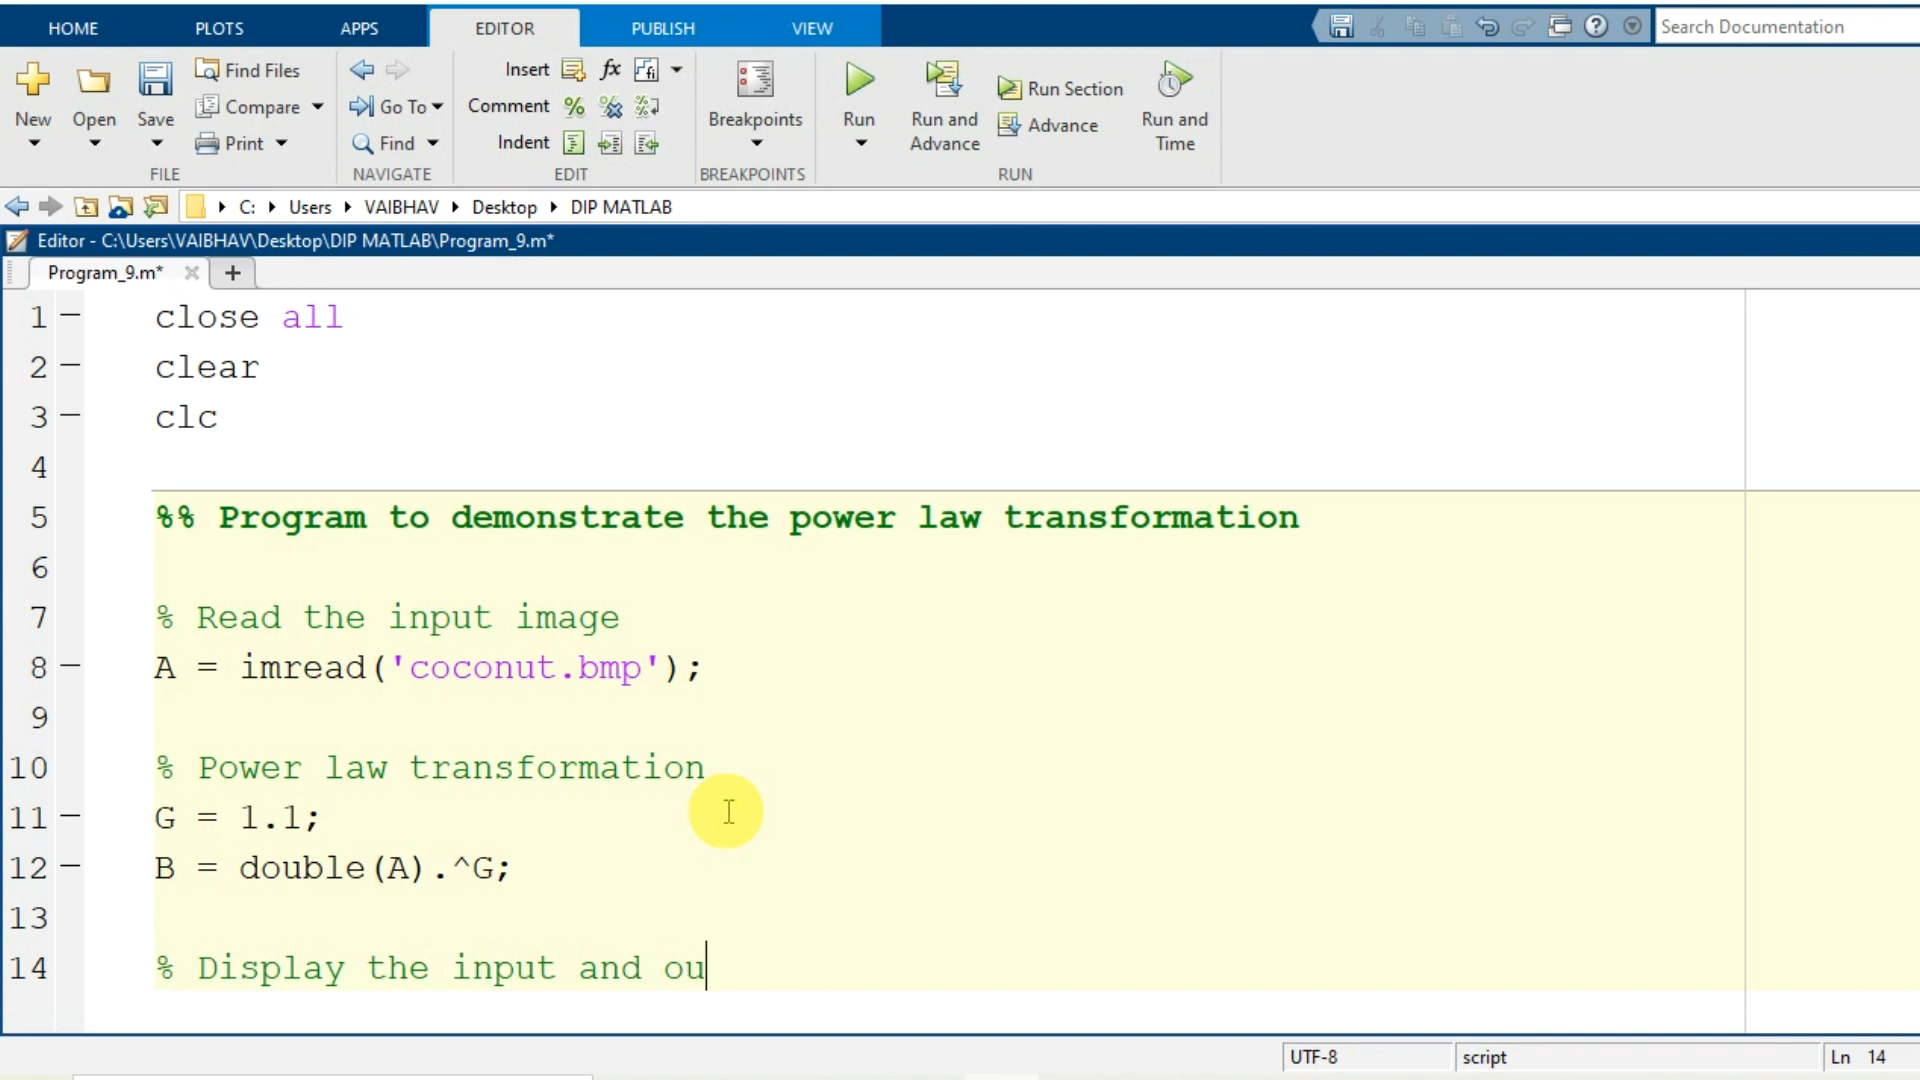 HOME PLOTS APPS EDITOR PUBLISH VIEW Search Documentation
New Open Save Find Files Compare Print
FILE
Go To Find
NAVIGATE
Insert fx
Comment
Indent
EDIT
Breakpoints
BREAKPOINTS
Run Run and Advance Run Section Advance Run and Time
RUN
C: Users VAIBHAV Desktop DIP MATLAB
Editor - C:\Users\VAIBHAV\Desktop\DIP MATLAB\Program_9.m*
Program_9.m* +
1 close all
2 clear
3 clc
4
5 %% Program to demonstrate the power law transformation
6
7 % Read the input image
8 A = imread('coconut.bmp');
9
10 % Power law transformation
11 G = 1.1;
12 B = double(A).^G;
13
14 % Display the input and ou
UTF-8 script Ln 14